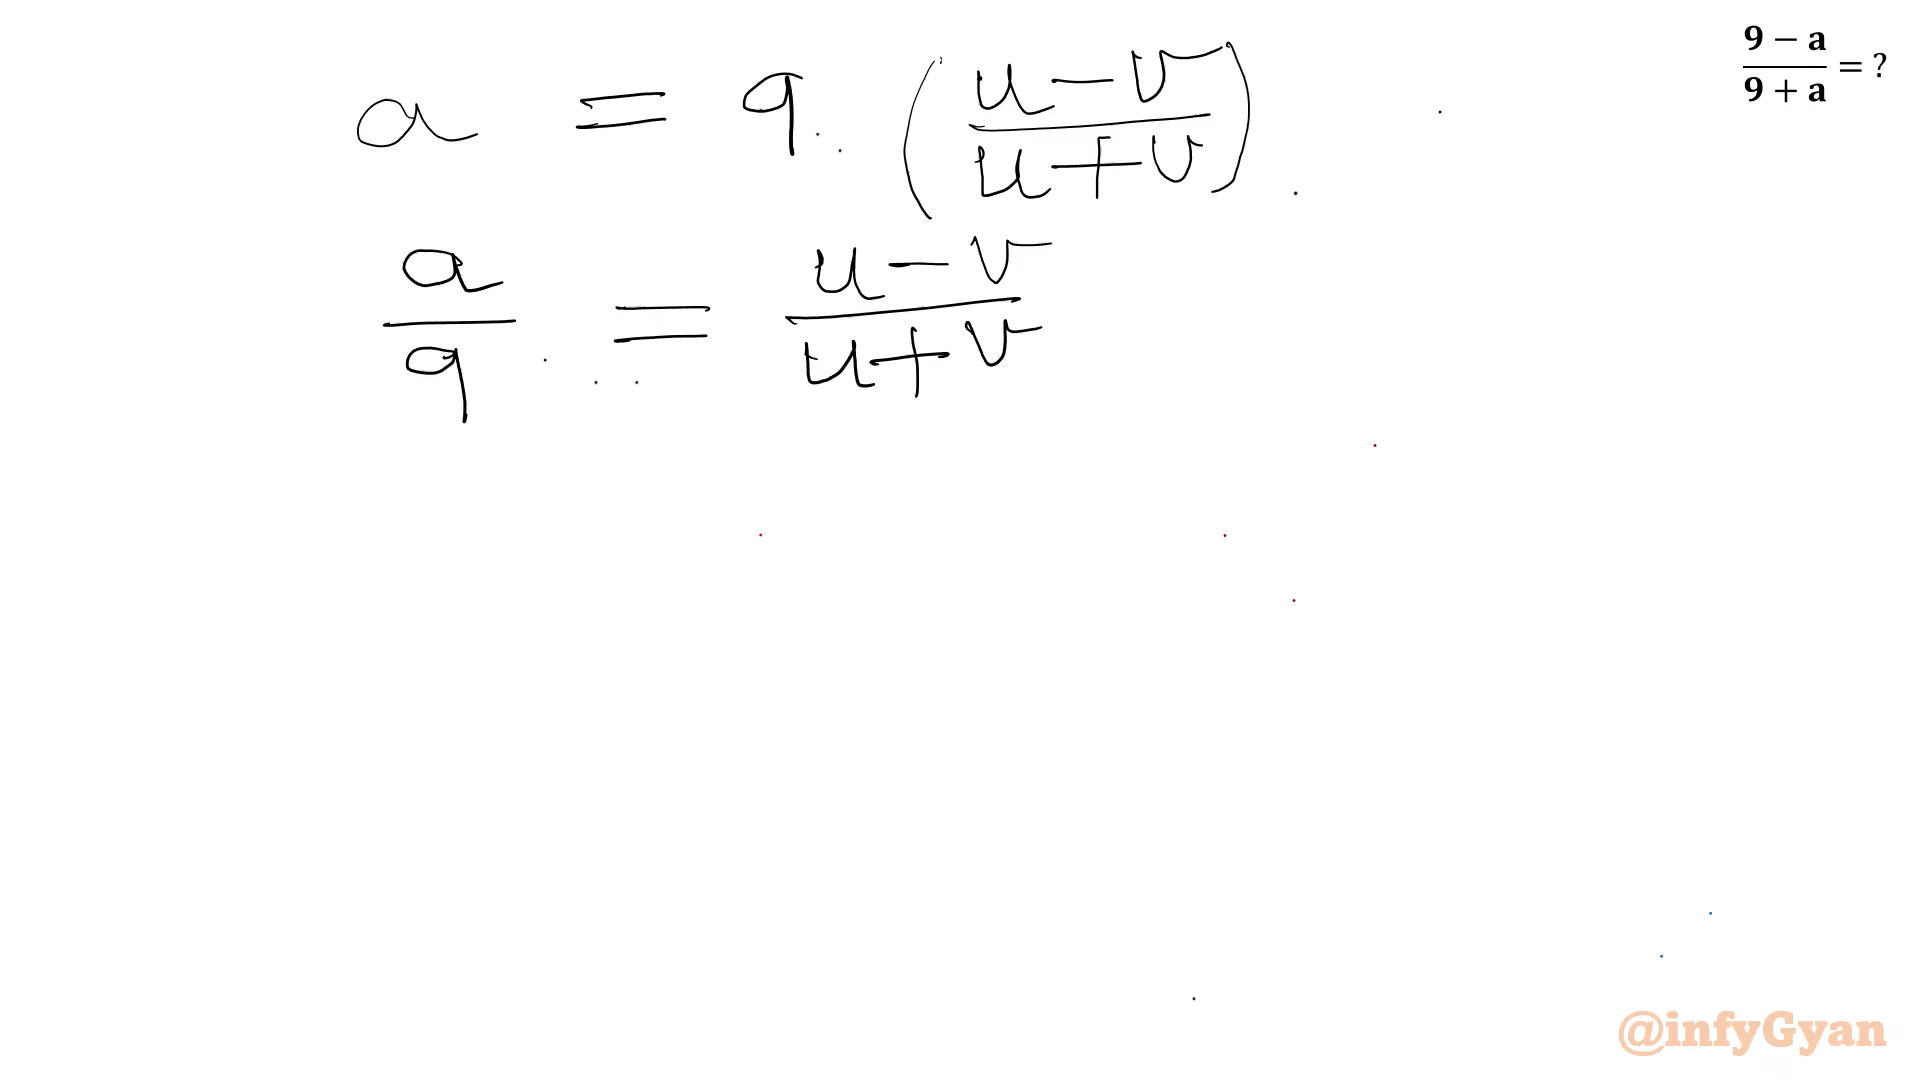 a = 9 (u-v/u+v)
a/9 = u-v/u+v
9 − a/9 + a = ?
@infyGyan